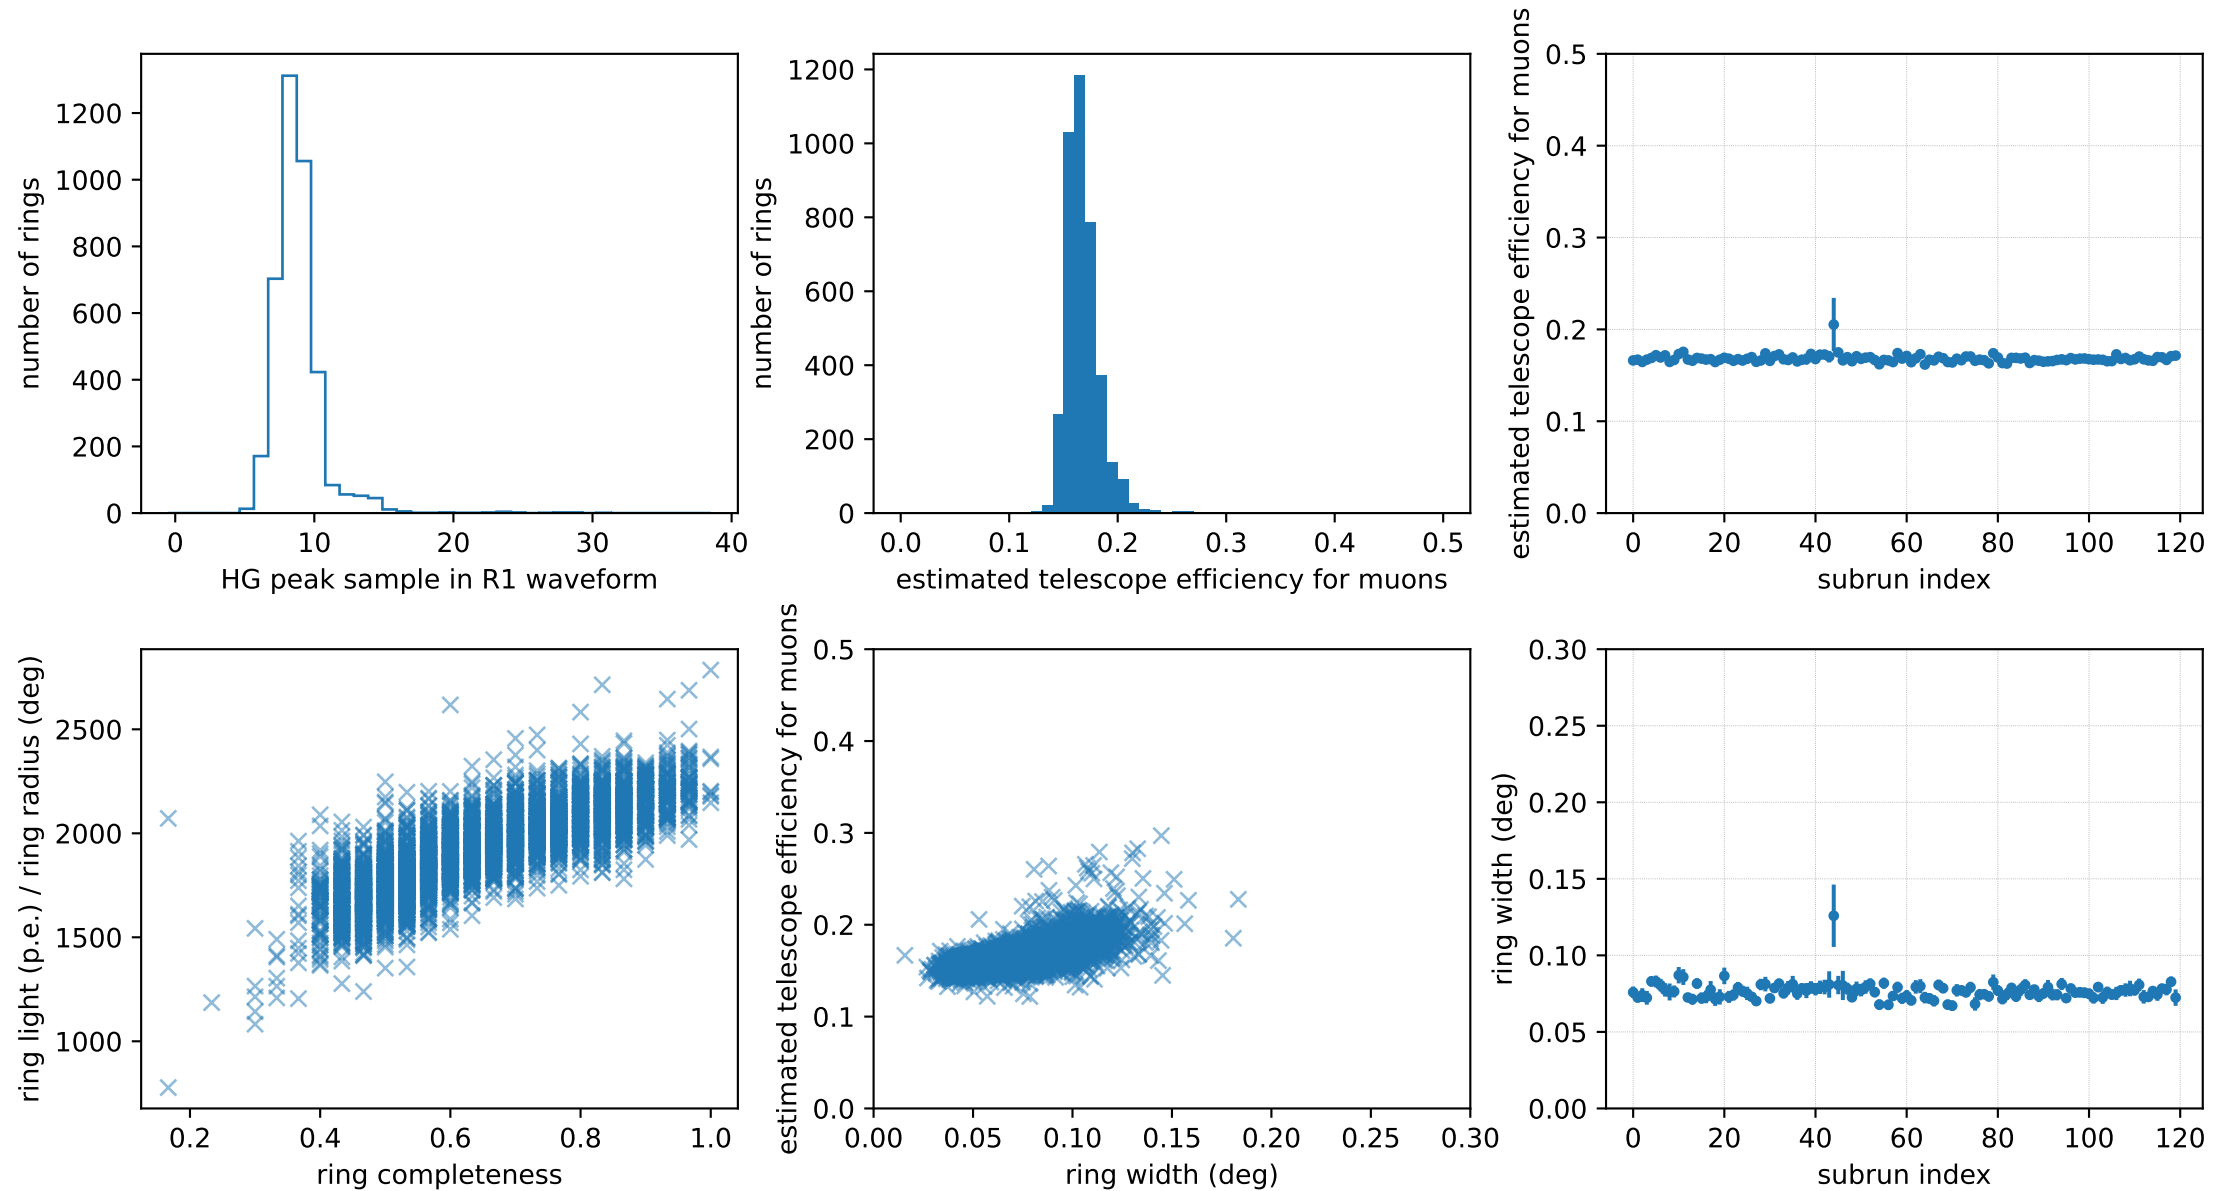 number of rings
1200
1000
800
600
400
200
0
0 10 20 30 40
HG peak sample in R1 waveform
number of rings
1200
1000
800
600
400
200
0
0.0 0.1 0.2 0.3 0.4 0.5
estimated telescope efficiency for muons
estimated telescope efficiency for muons
0.5
0.4
0.3
0.2
0.1
0.0
0 20 40 60 80 100 120
subrun index
ring light (p.e.) / ring radius (deg)
2500
2000
1500
1000
0.2 0.4 0.6 0.8 1.0
ring completeness
estimated telescope efficiency for muons
0.5
0.4
0.3
0.2
0.1
0.0
0.00 0.05 0.10 0.15 0.20 0.25 0.30
ring width (deg)
ring width (deg)
0.30
0.25
0.20
0.15
0.10
0.05
0.00
0 20 40 60 80 100 120
subrun index